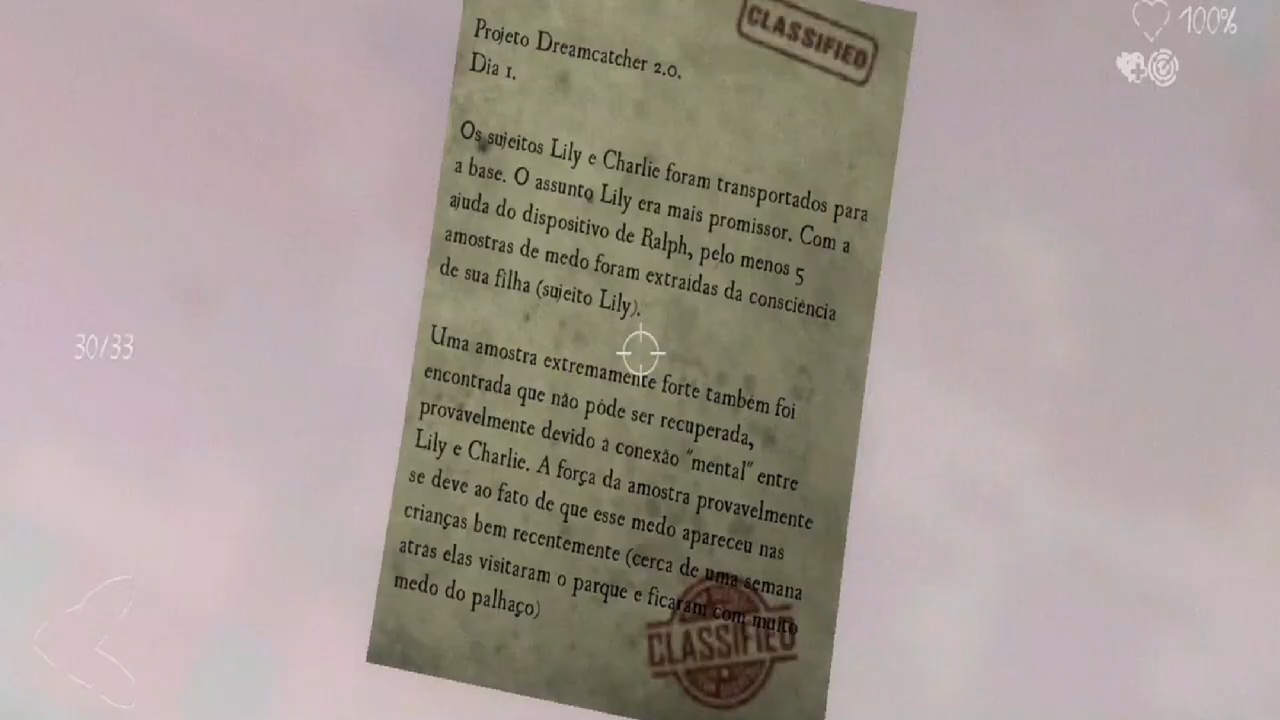 CLASSIFIED
100%
Projeto Dreamcatcher 2.0.
Dia 1.
Os sujeitos Lily e Charlie foram transportados para
a base. O assunto Lily era mais promissor. Com a
ajuda do dispositivo de Ralph, pelo menos 5
amostras de medo foram extraídas da consciência
de sua filha (sujeito Lily).
30/33
Uma amostra extremamente forte também foi
encontrada que não pôde ser recuperada,
provavelmente devido à conexão "mental" entre
Lily e Charlie. A força da amostra provavelmente
se deve ao fato de que esse medo apareceu nas
crianças bem recentemente (cerca de uma semana
atrás elas visitaram o parque e ficaram com muito
medo do palhaço)
CLASSIFIED